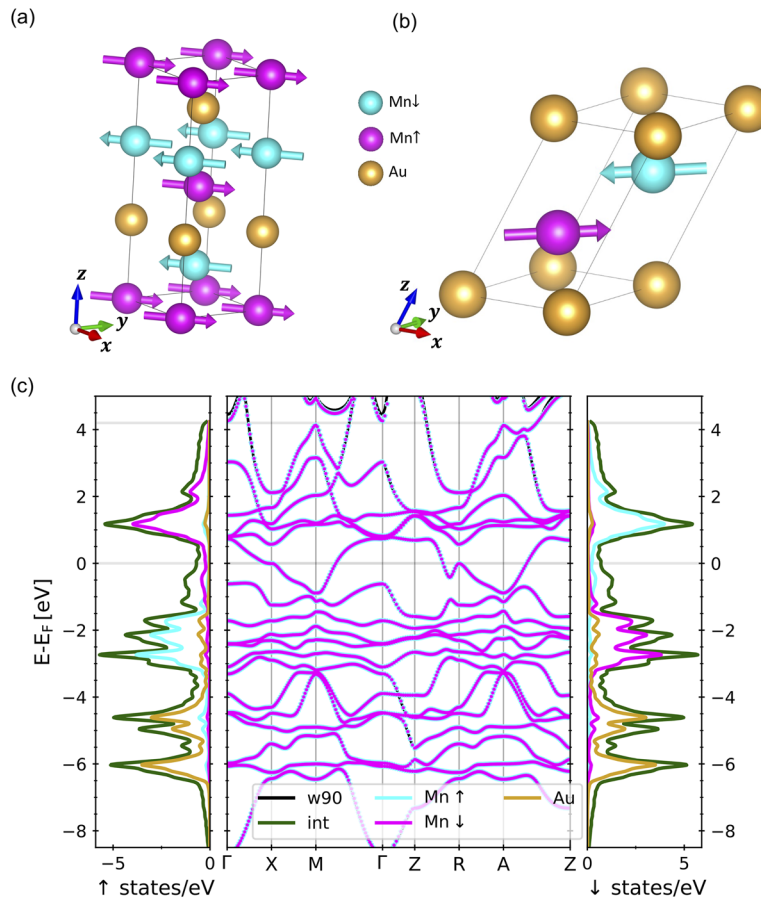 (a)
(b)
Mn↓
Mn↑
Au
z
y
x
z
y
x
(c)
E-E_F [eV]
4
2
0
−2
−4
−6
−8
4
2
0
−2
−4
−6
−8
w90
int
Mn ↑
Mn ↓
Au
−5
0
Γ
X
M
Γ
Z
R
A
Z
0
5
↑ states/eV
↓ states/eV